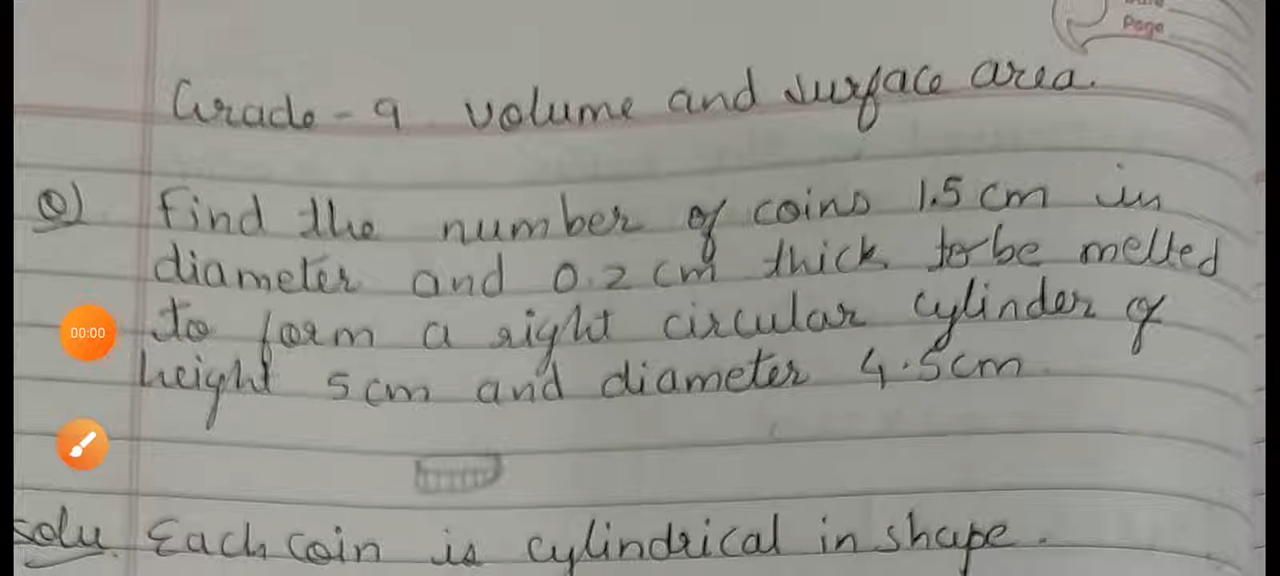 Page
Grade-9 volume and surface area.
Q) Find the number of coins 1.5 cm in
diameter and 0.2 cm thick to be melted
to form a right circular cylinder of
00:00
height 5 cm and diameter 4.5 cm
Solu. Each coin is cylindrical in shape.